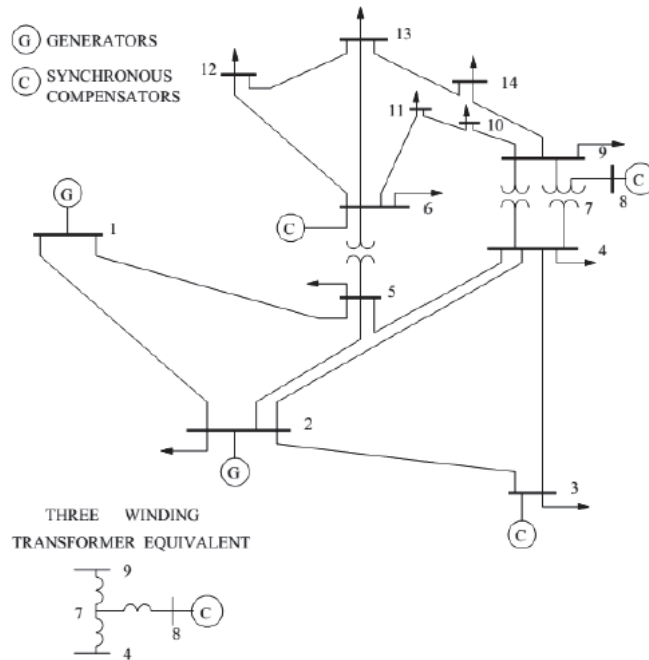 G GENERATORS
C SYNCHRONOUS
COMPENSATORS
13
12
14
11
10
9
G
C
7
8
C
1
6
4
5
2
G
3
C
THREE WINDING
TRANSFORMER EQUIVALENT
9
7
C
8
4